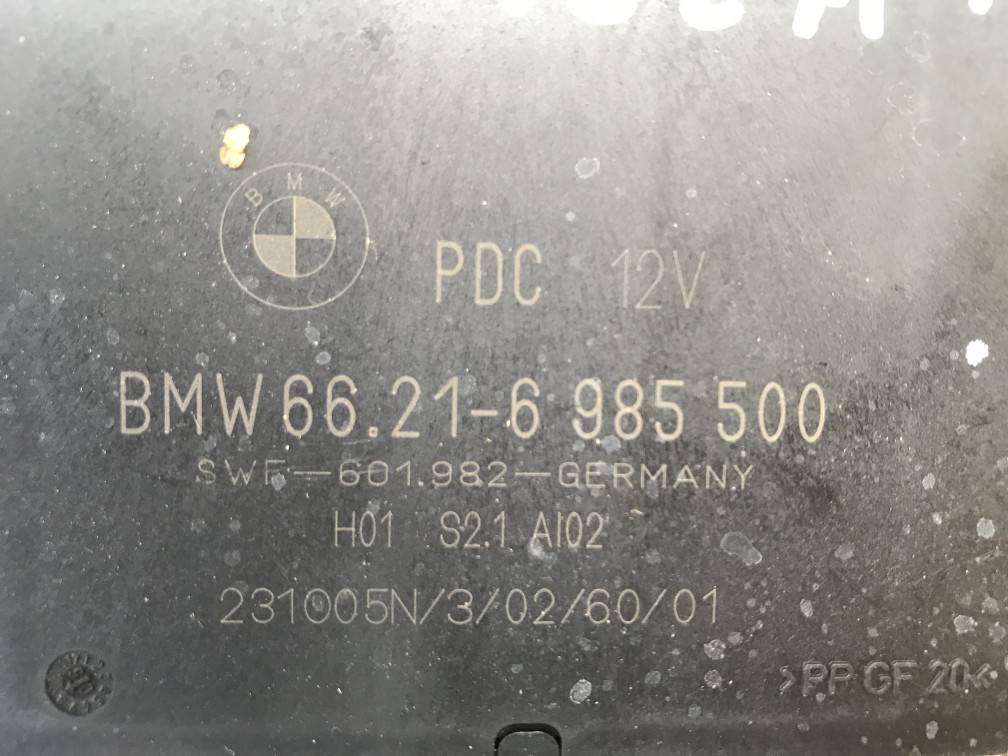 BMW
PDC 12V
BMW 66.21-6 985 500
SWF-601.982-GERMANY
H01 S2.1 AI02
231005N/3/02/60/01
>PP GF 20<